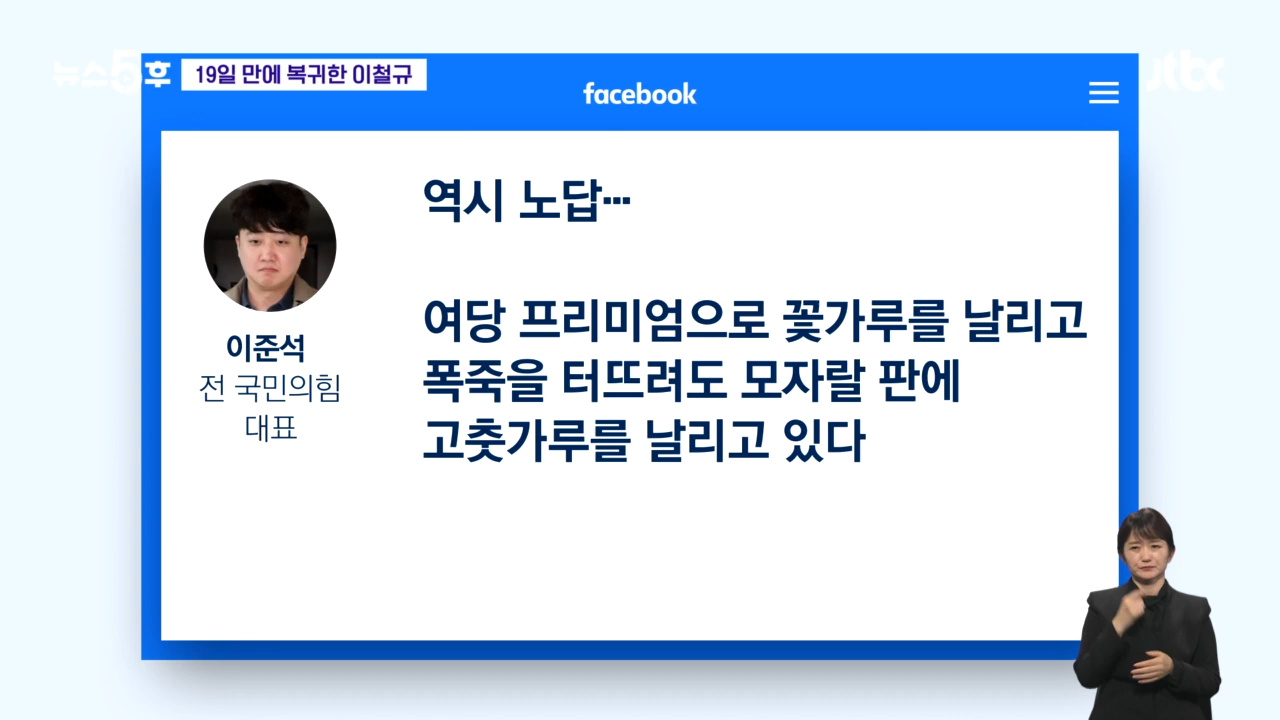 뉴스5후
19일 만에 복귀한 이철규
jtbc
facebook
역시 노답…
여당 프리미엄으로 꽃가루를 날리고
폭죽을 터뜨려도 모자랄 판에
고춧가루를 날리고 있다
이준석
전 국민의힘
대표